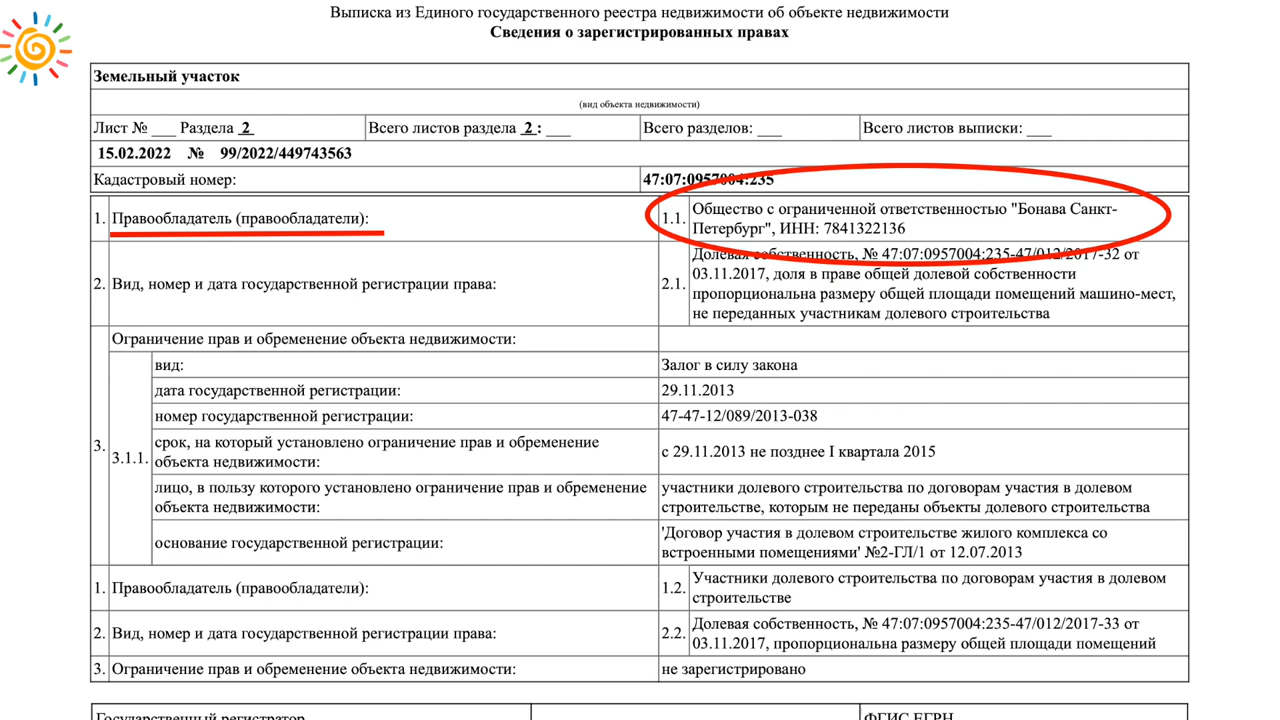 Выписка из Единого государственного реестра недвижимости об объекте недвижимости
Сведения о зарегистрированных правах
Земельный участок
(вид объекта недвижимости)
Лист № ___ Раздела 2 Всего листов раздела 2 : ___ Всего разделов: ___ Всего листов выписки: ___
15.02.2022 № 99/2022/449743563
Кадастровый номер: 47:07:0957004:235
1. Правообладатель (правообладатели): 1.1. Общество с ограниченной ответственностью "Бонава Санкт-
Петербург", ИНН: 7841322136
2. Вид, номер и дата государственной регистрации права: 2.1. Долевая собственность, № 47:07:0957004:235-47/012/2017-32 от
03.11.2017, доля в праве общей долевой собственности
пропорциональна размеру общей площади помещений машино-мест,
не переданных участникам долевого строительства
3. Ограничение прав и обременение объекта недвижимости:
3.1.1. вид: Залог в силу закона
дата государственной регистрации: 29.11.2013
номер государственной регистрации: 47-47-12/089/2013-038
срок, на который установлено ограничение прав и обременение
объекта недвижимости: с 29.11.2013 не позднее I квартала 2015
лицо, в пользу которого установлено ограничение прав и обременение
объекта недвижимости: участники долевого строительства по договорам участия в долевом
строительстве, которым не переданы объекты долевого строительства
основание государственной регистрации: 'Договор участия в долевом строительстве жилого комплекса со
встроенными помещениями' №2-ГЛ/1 от 12.07.2013
1. Правообладатель (правообладатели): 1.2. Участники долевого строительства по договорам участия в долевом
строительстве
2. Вид, номер и дата государственной регистрации права: 2.2. Долевая собственность, № 47:07:0957004:235-47/012/2017-33 от
03.11.2017, пропорциональна размеру общей площади помещений
3. Ограничение прав и обременение объекта недвижимости: не зарегистрировано
Государственный регистратор ФГИС ЕГРН